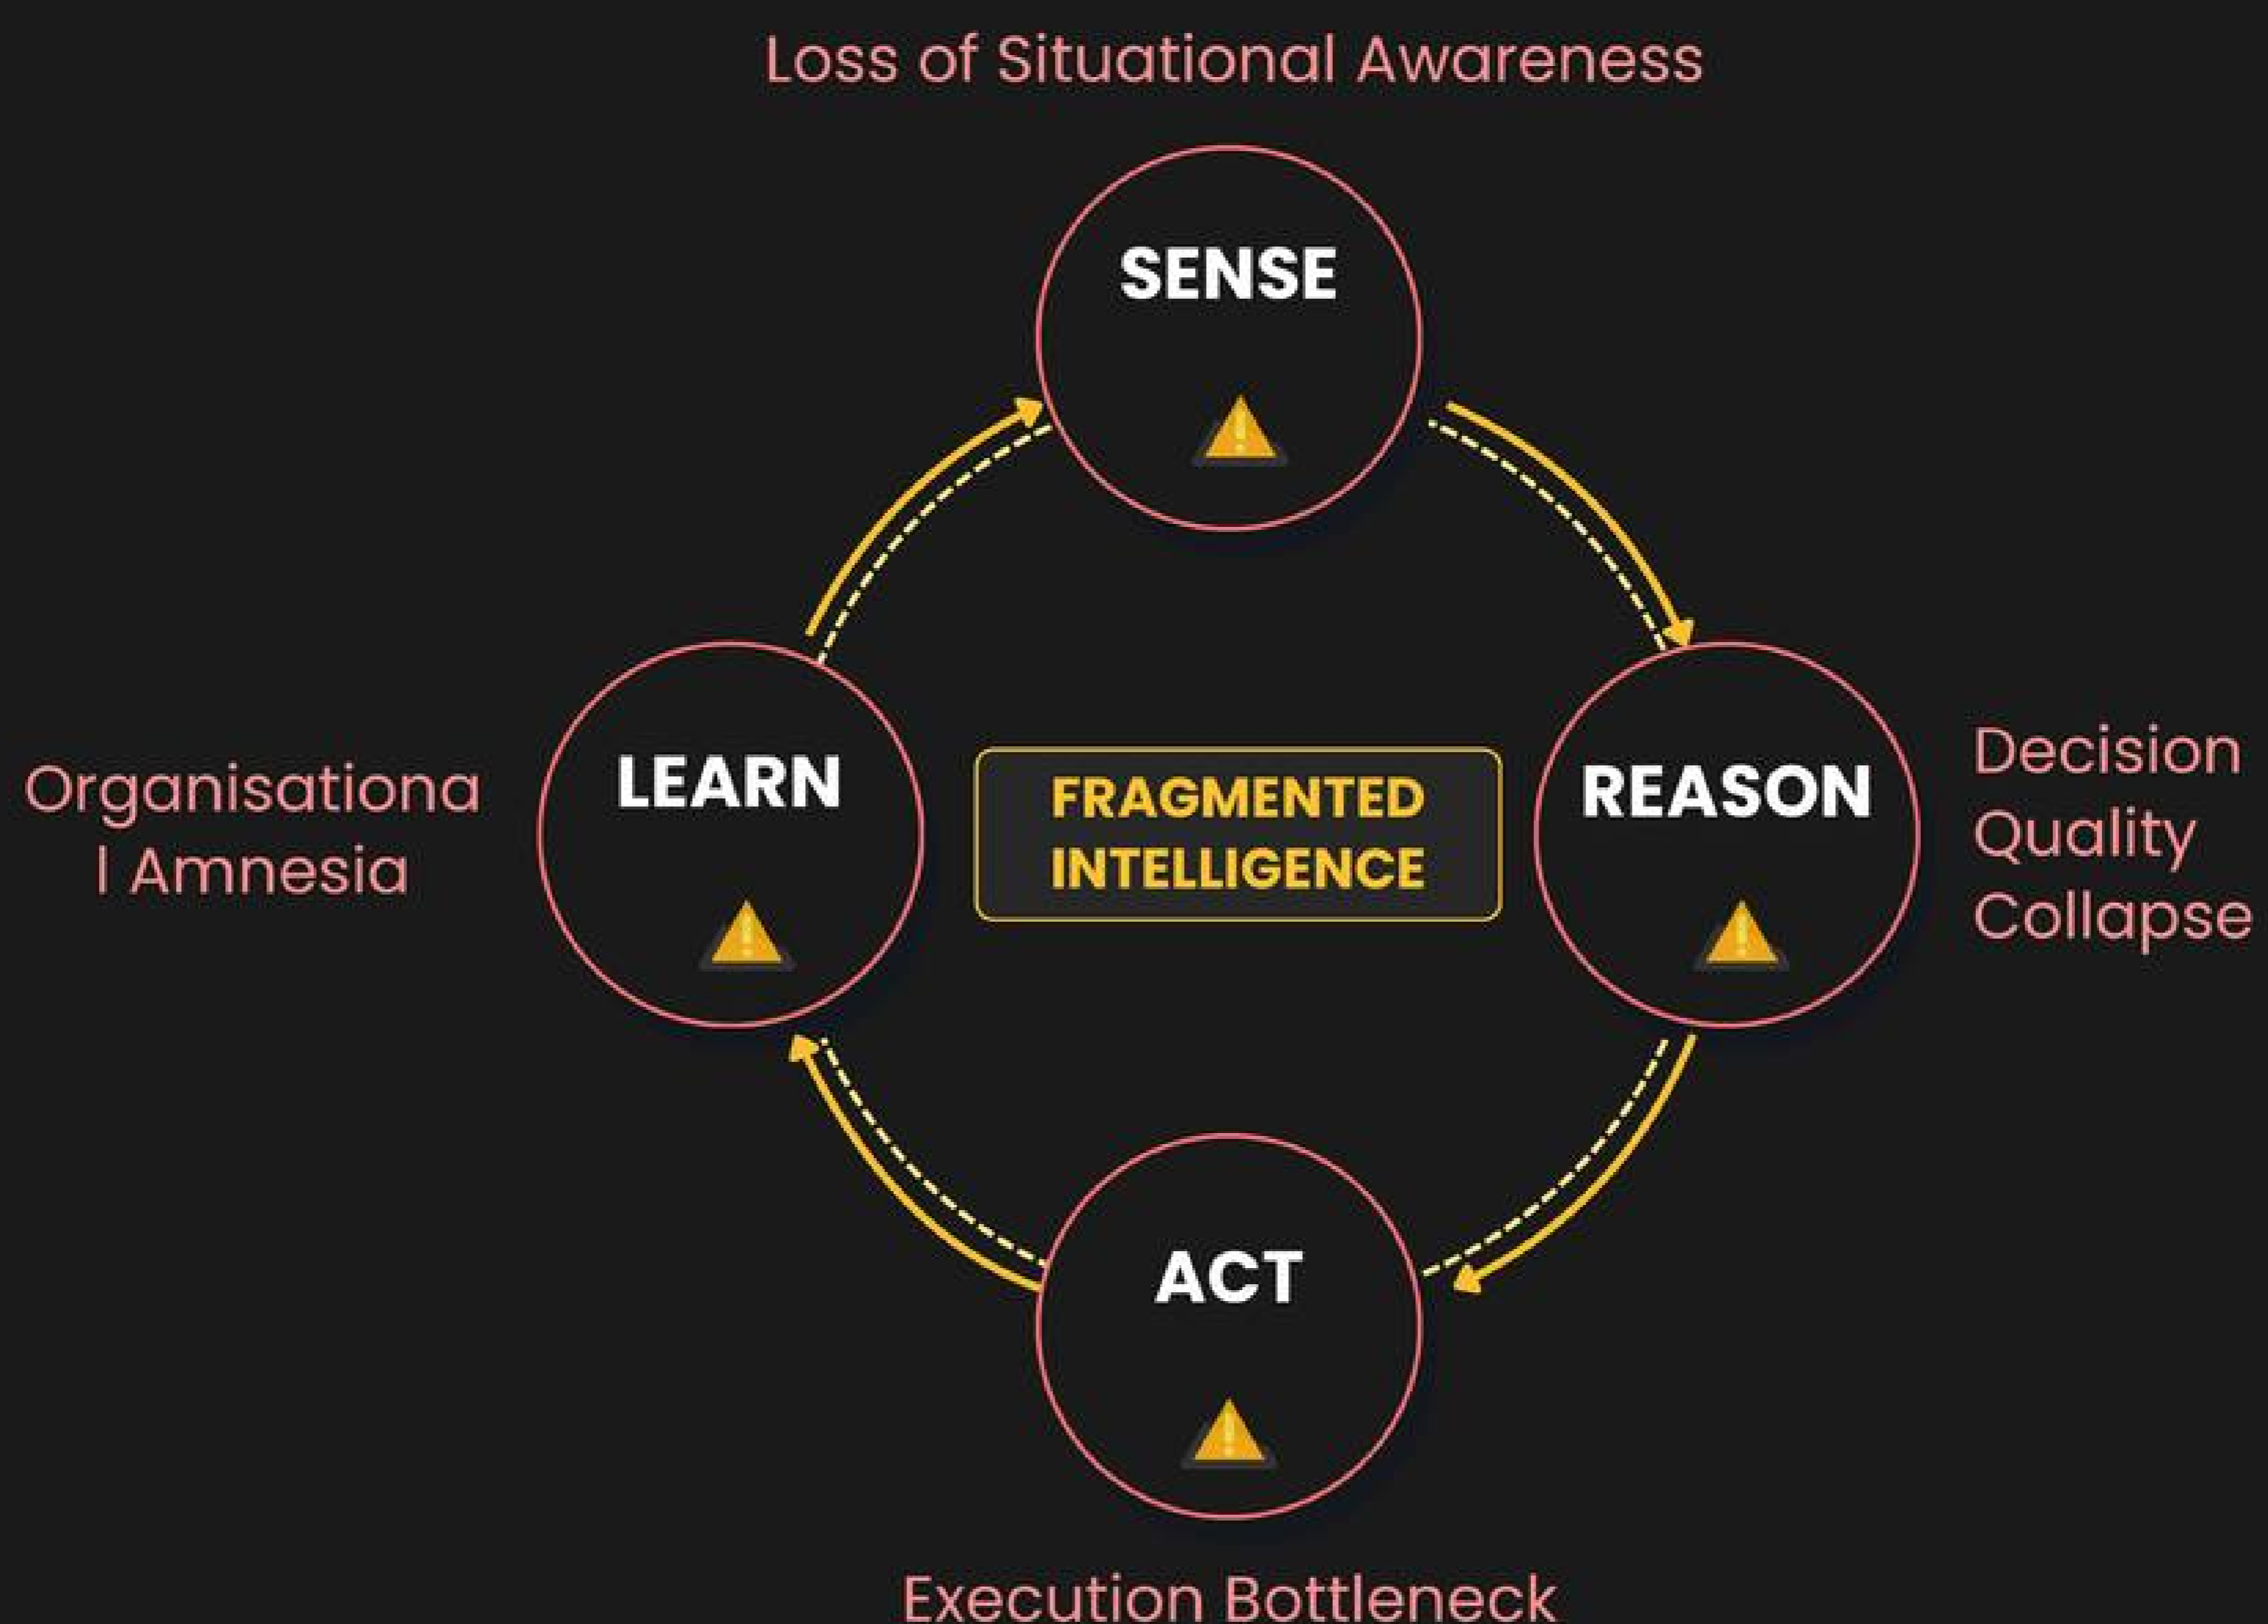 Loss of Situational Awareness
SENSE
LEARN
Organisationa
l Amnesia
FRAGMENTED
INTELLIGENCE
REASON
Decision
Quality
Collapse
ACT
Execution Bottleneck